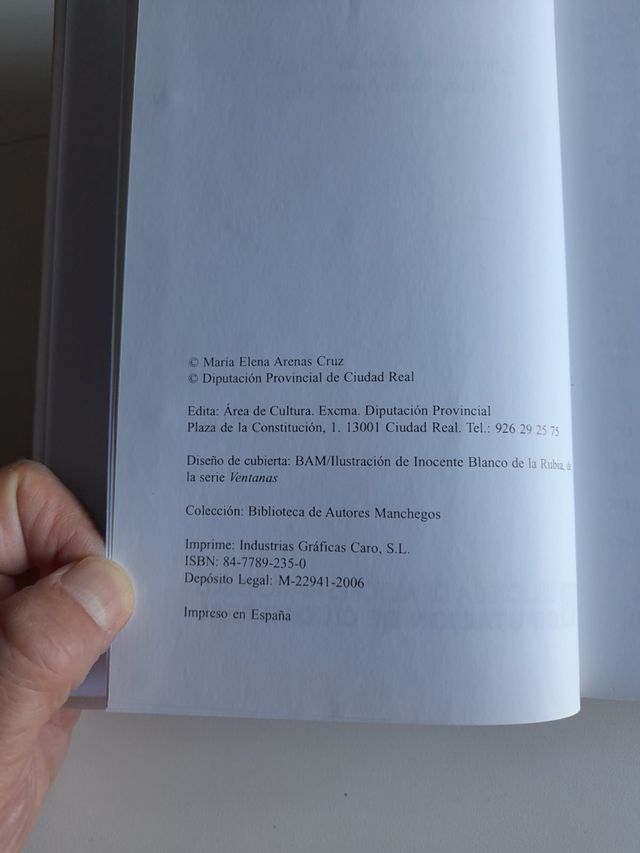 © María Elena Arenas Cruz
© Diputación Provincial de Ciudad Real
Edita: Área de Cultura. Excma. Diputación Provincial
Plaza de la Constitución, 1. 13001 Ciudad Real. Tel.: 926 29 25 75
Diseño de cubierta: BAM/Ilustración de Inocente Blanco de la Rubia, de
la serie Ventanas
Colección: Biblioteca de Autores Manchegos
Imprime: Industrias Gráficas Caro, S.L.
ISBN: 84-7789-235-0
Depósito Legal: M-22941-2006
Impreso en España